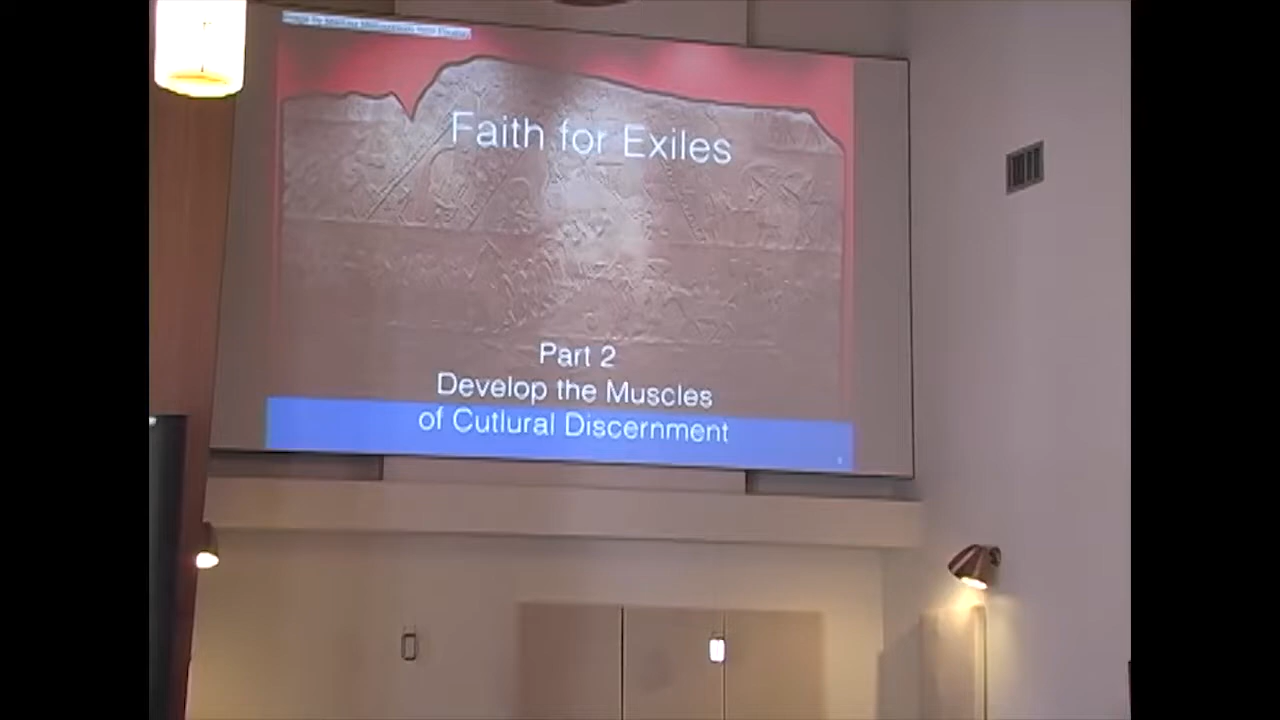 Faith for Exiles
Part 2
Develop the Muscles
of Cutlural Discernment